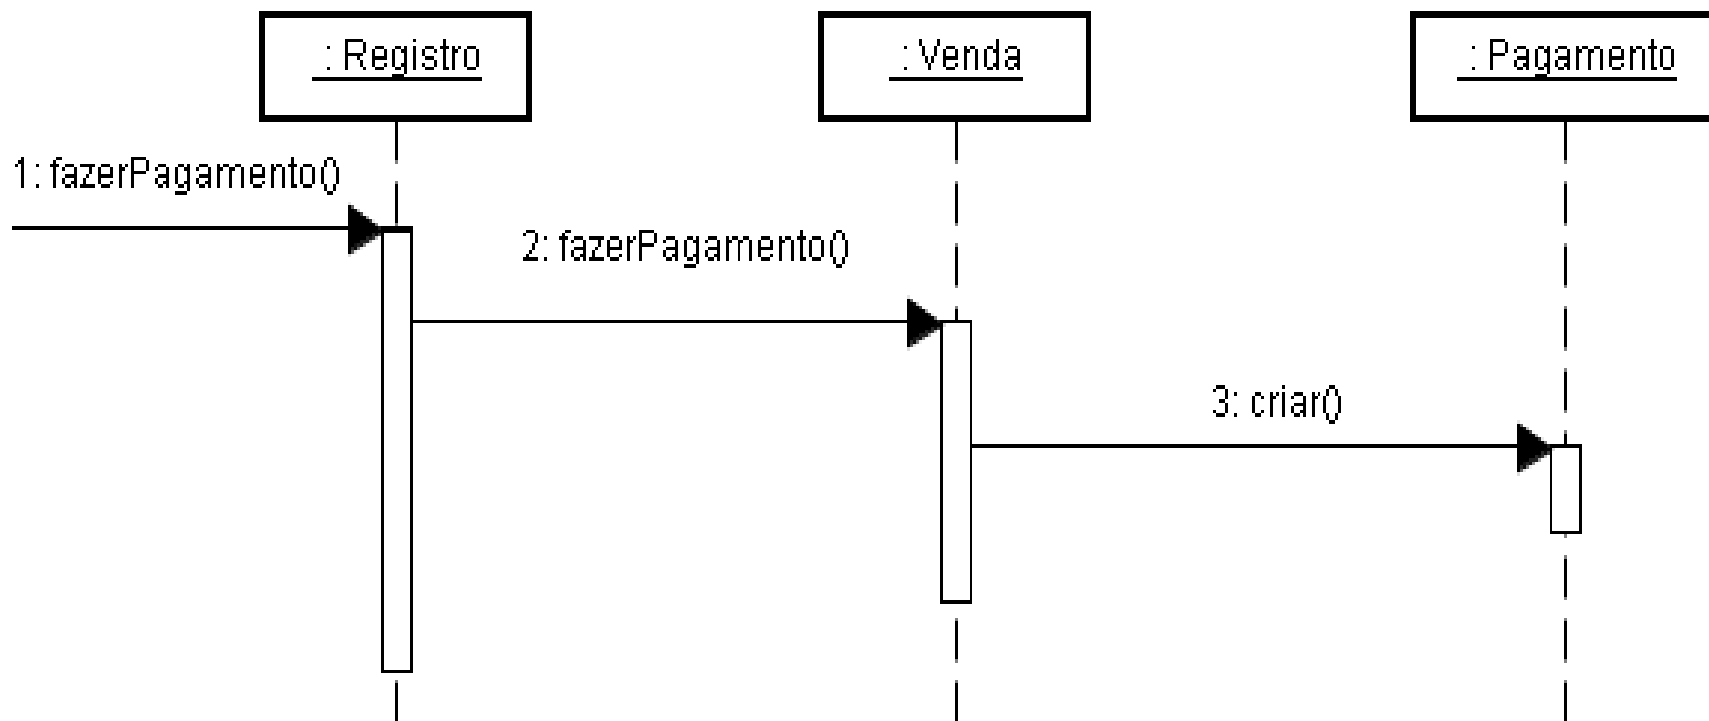 : Registro
: Venda
: Pagamento
1: fazerPagamento()
2: fazerPagamento()
3: criar()